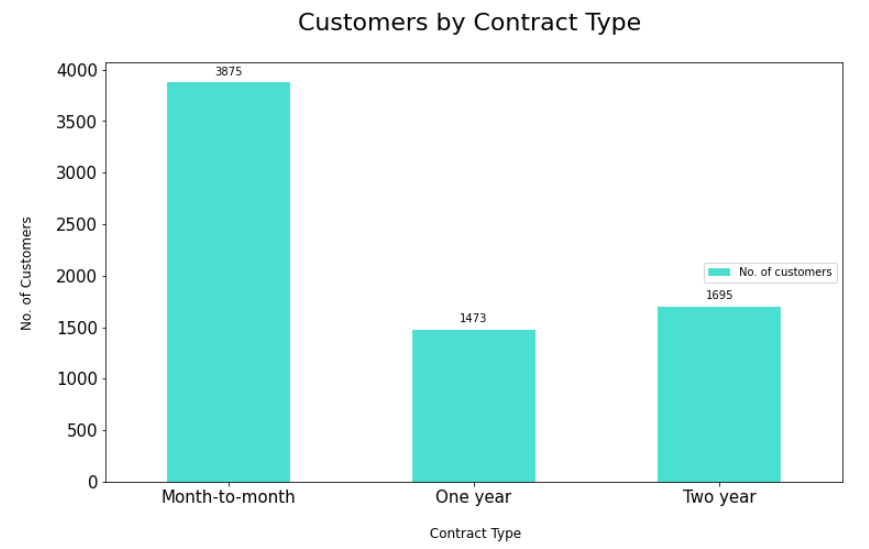 Customers by Contract Type
4000
3875
3500
3000
2500
2000
No. of customers
1695
1500
1473
1000
500
0
No. of Customers
Month-to-month
One year
Two year
Contract Type